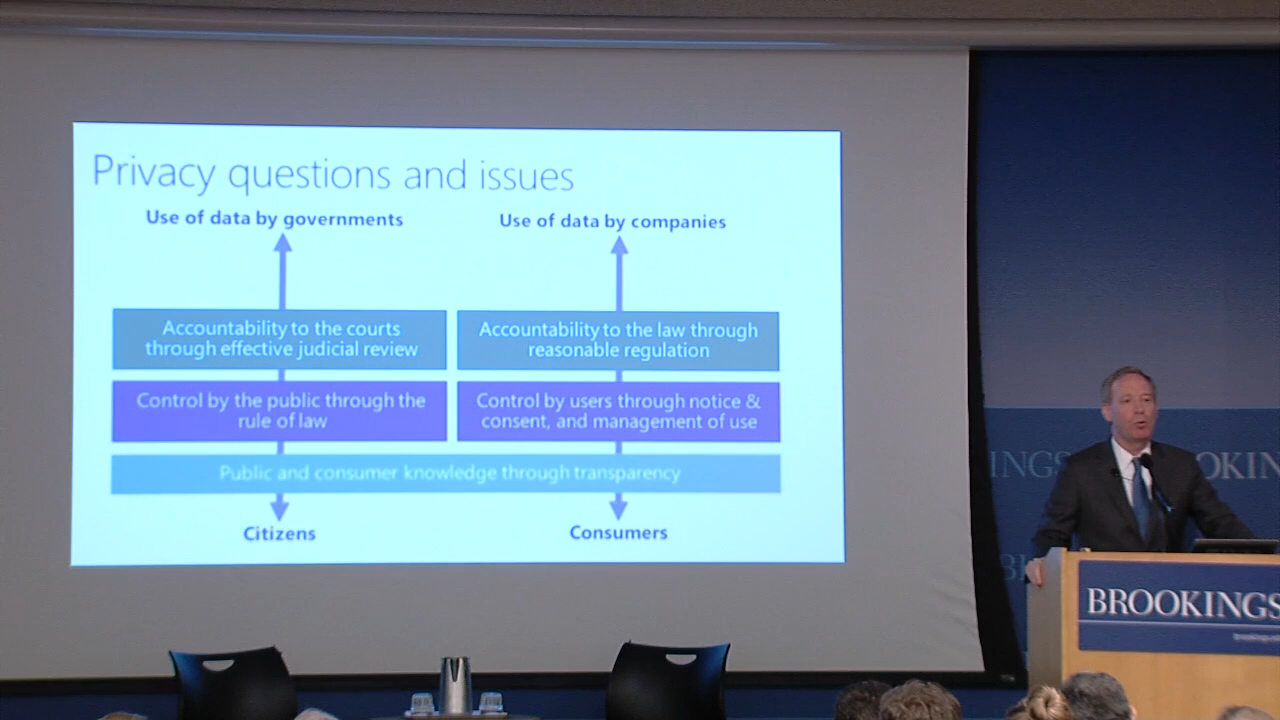 Privacy questions and issues
Use of data by governments
Use of data by companies
Accountability to the courts
through effective judicial review
Accountability to the law through
reasonable regulation
Control by the public through the
rule of law
Control by users through notice &
consent, and management of use
Public and consumer knowledge through transparency
Citizens
Consumers
INGS
OKIN
BROOKINGS